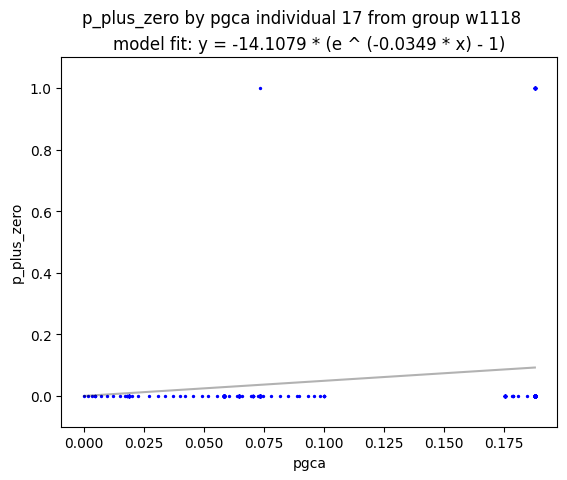 p_plus_zero by pgca individual 17 from group w1118
model fit: y = -14.1079 * (e ^ (-0.0349 * x) - 1)
1.0
0.8
0.6
0.4
0.2
0.0
p_plus_zero
0.000 0.025 0.050 0.075 0.100 0.125 0.150 0.175
pgca